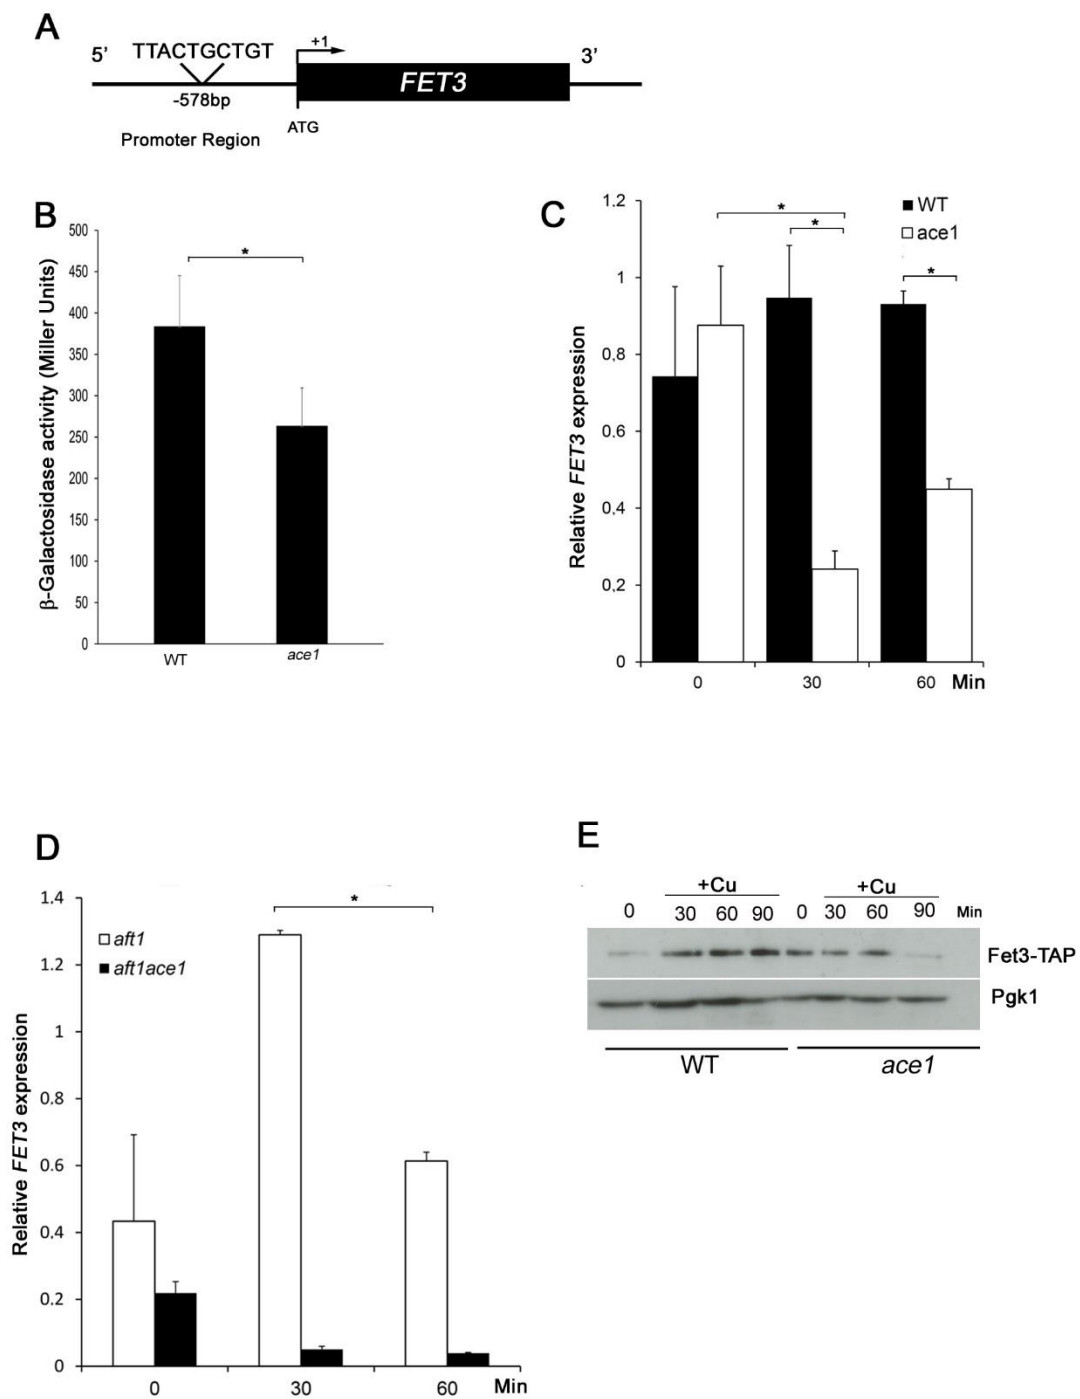 A
5’ TTACTGCTGT +1 3’
FET3
-578bp
ATG
Promoter Region
B
β-Galactosidase activity (Miller Units)
500
450
400
350
300
250
200
150
100
50
0
*
WT ace1
C
Relative FET3 expression
1.2
1
0.8
0.6
0.4
0,2
0
WT
ace1
*
*
*
0 30 60 Min
D
Relative FET3 expression
1.4
1.2
1
0.8
0.6
0.4
0.2
0
*
aft1
aft1ace1
0 30 60 Min
E
+Cu +Cu
0 30 60 90 0 30 60 90 Min
Fet3-TAP
Pgk1
WT ace1